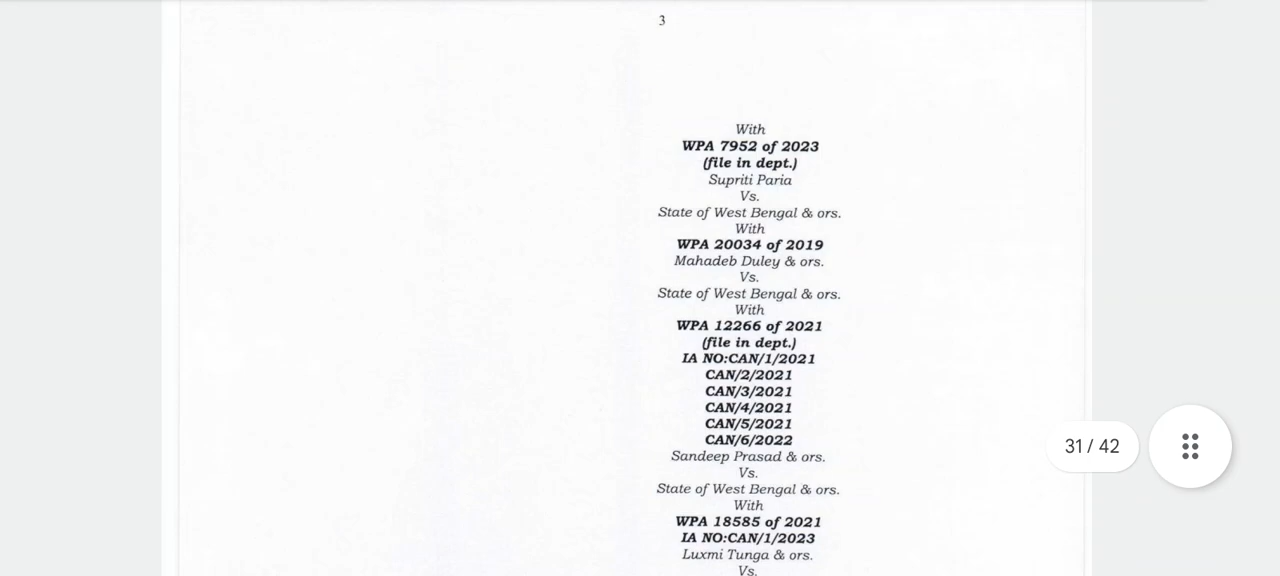 3
With
WPA 7952 of 2023
(file in dept.)
Supriti Paria
Vs.
State of West Bengal & ors.
With
WPA 20034 of 2019
Mahadeb Duley & ors.
Vs.
State of West Bengal & ors.
With
WPA 12266 of 2021
(file in dept.)
IA NO:CAN/1/2021
CAN/2/2021
CAN/3/2021
CAN/4/2021
CAN/5/2021
CAN/6/2022
Sandeep Prasad & ors.
Vs.
State of West Bengal & ors.
With
WPA 18585 of 2021
IA NO:CAN/1/2023
Luxmi Tunga & ors.
Vs.
31 / 42